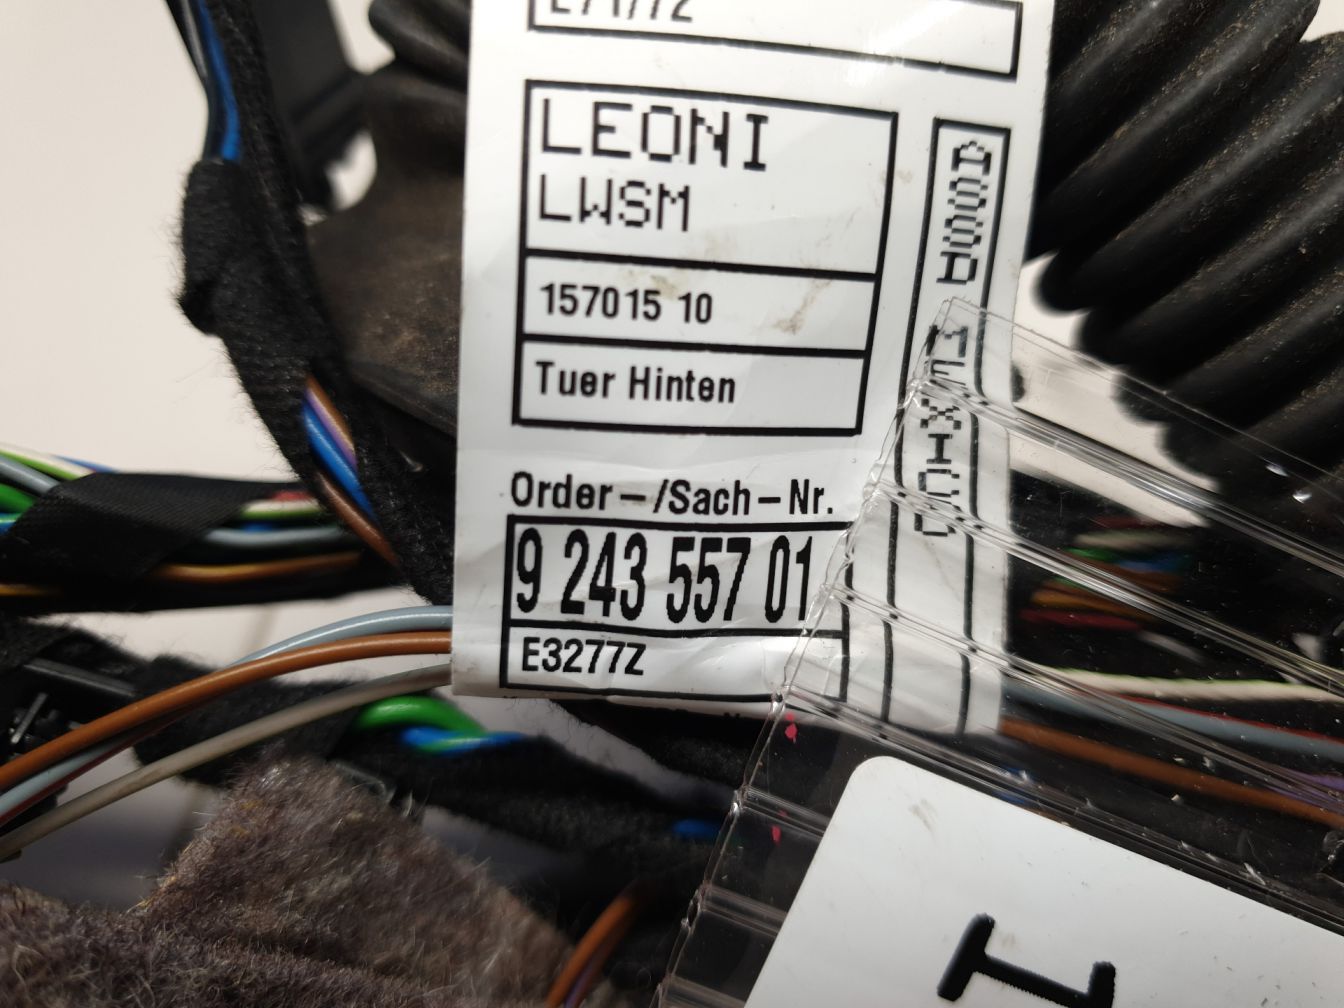 LEONI
LWSM
157015 10
Tuer Hinten
Order-/Sach-Nr.
9 243 557 01
E3277Z
ASSD MEXICO